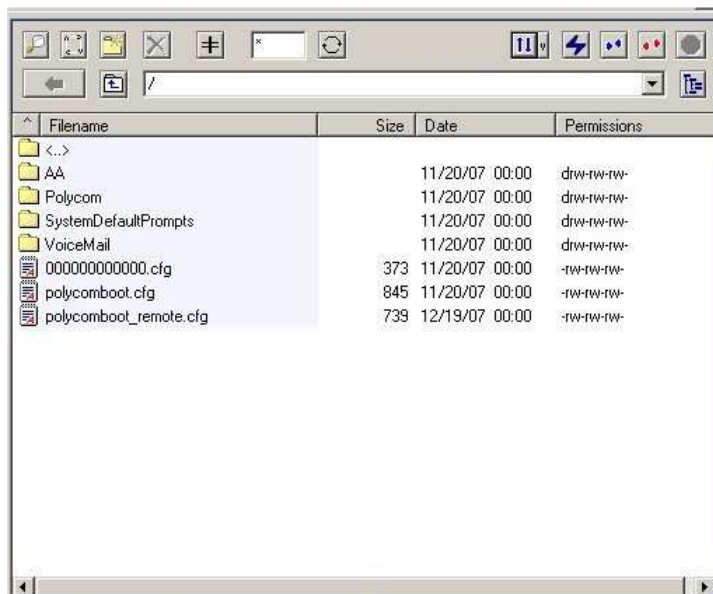 *
/
^ Filename Size Date Permissions
<..>
AA 11/20/07 00:00 drw-rw-rw-
Polycom 11/20/07 00:00 drw-rw-rw-
SystemDefaultPrompts 11/20/07 00:00 drw-rw-rw-
VoiceMail 11/20/07 00:00 drw-rw-rw-
000000000000.cfg 373 11/20/07 00:00 -rw-rw-rw-
polycomboot.cfg 845 11/20/07 00:00 -rw-rw-rw-
polycomboot_remote.cfg 739 12/19/07 00:00 -rw-rw-rw-